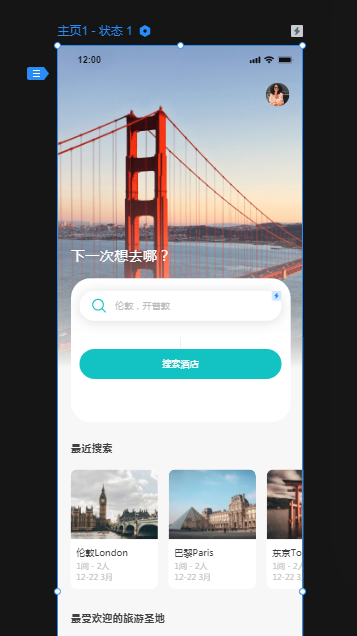 主页1 - 状态 1
12:00
下一次想去哪？
伦敦，开普敦
搜索酒店
最近搜索
伦敦London
1间 - 2人
12-22 3月
巴黎Paris
1间 - 2人
12-22 3月
东京To
1间 - 2人
12-22 3
最受欢迎的旅游圣地